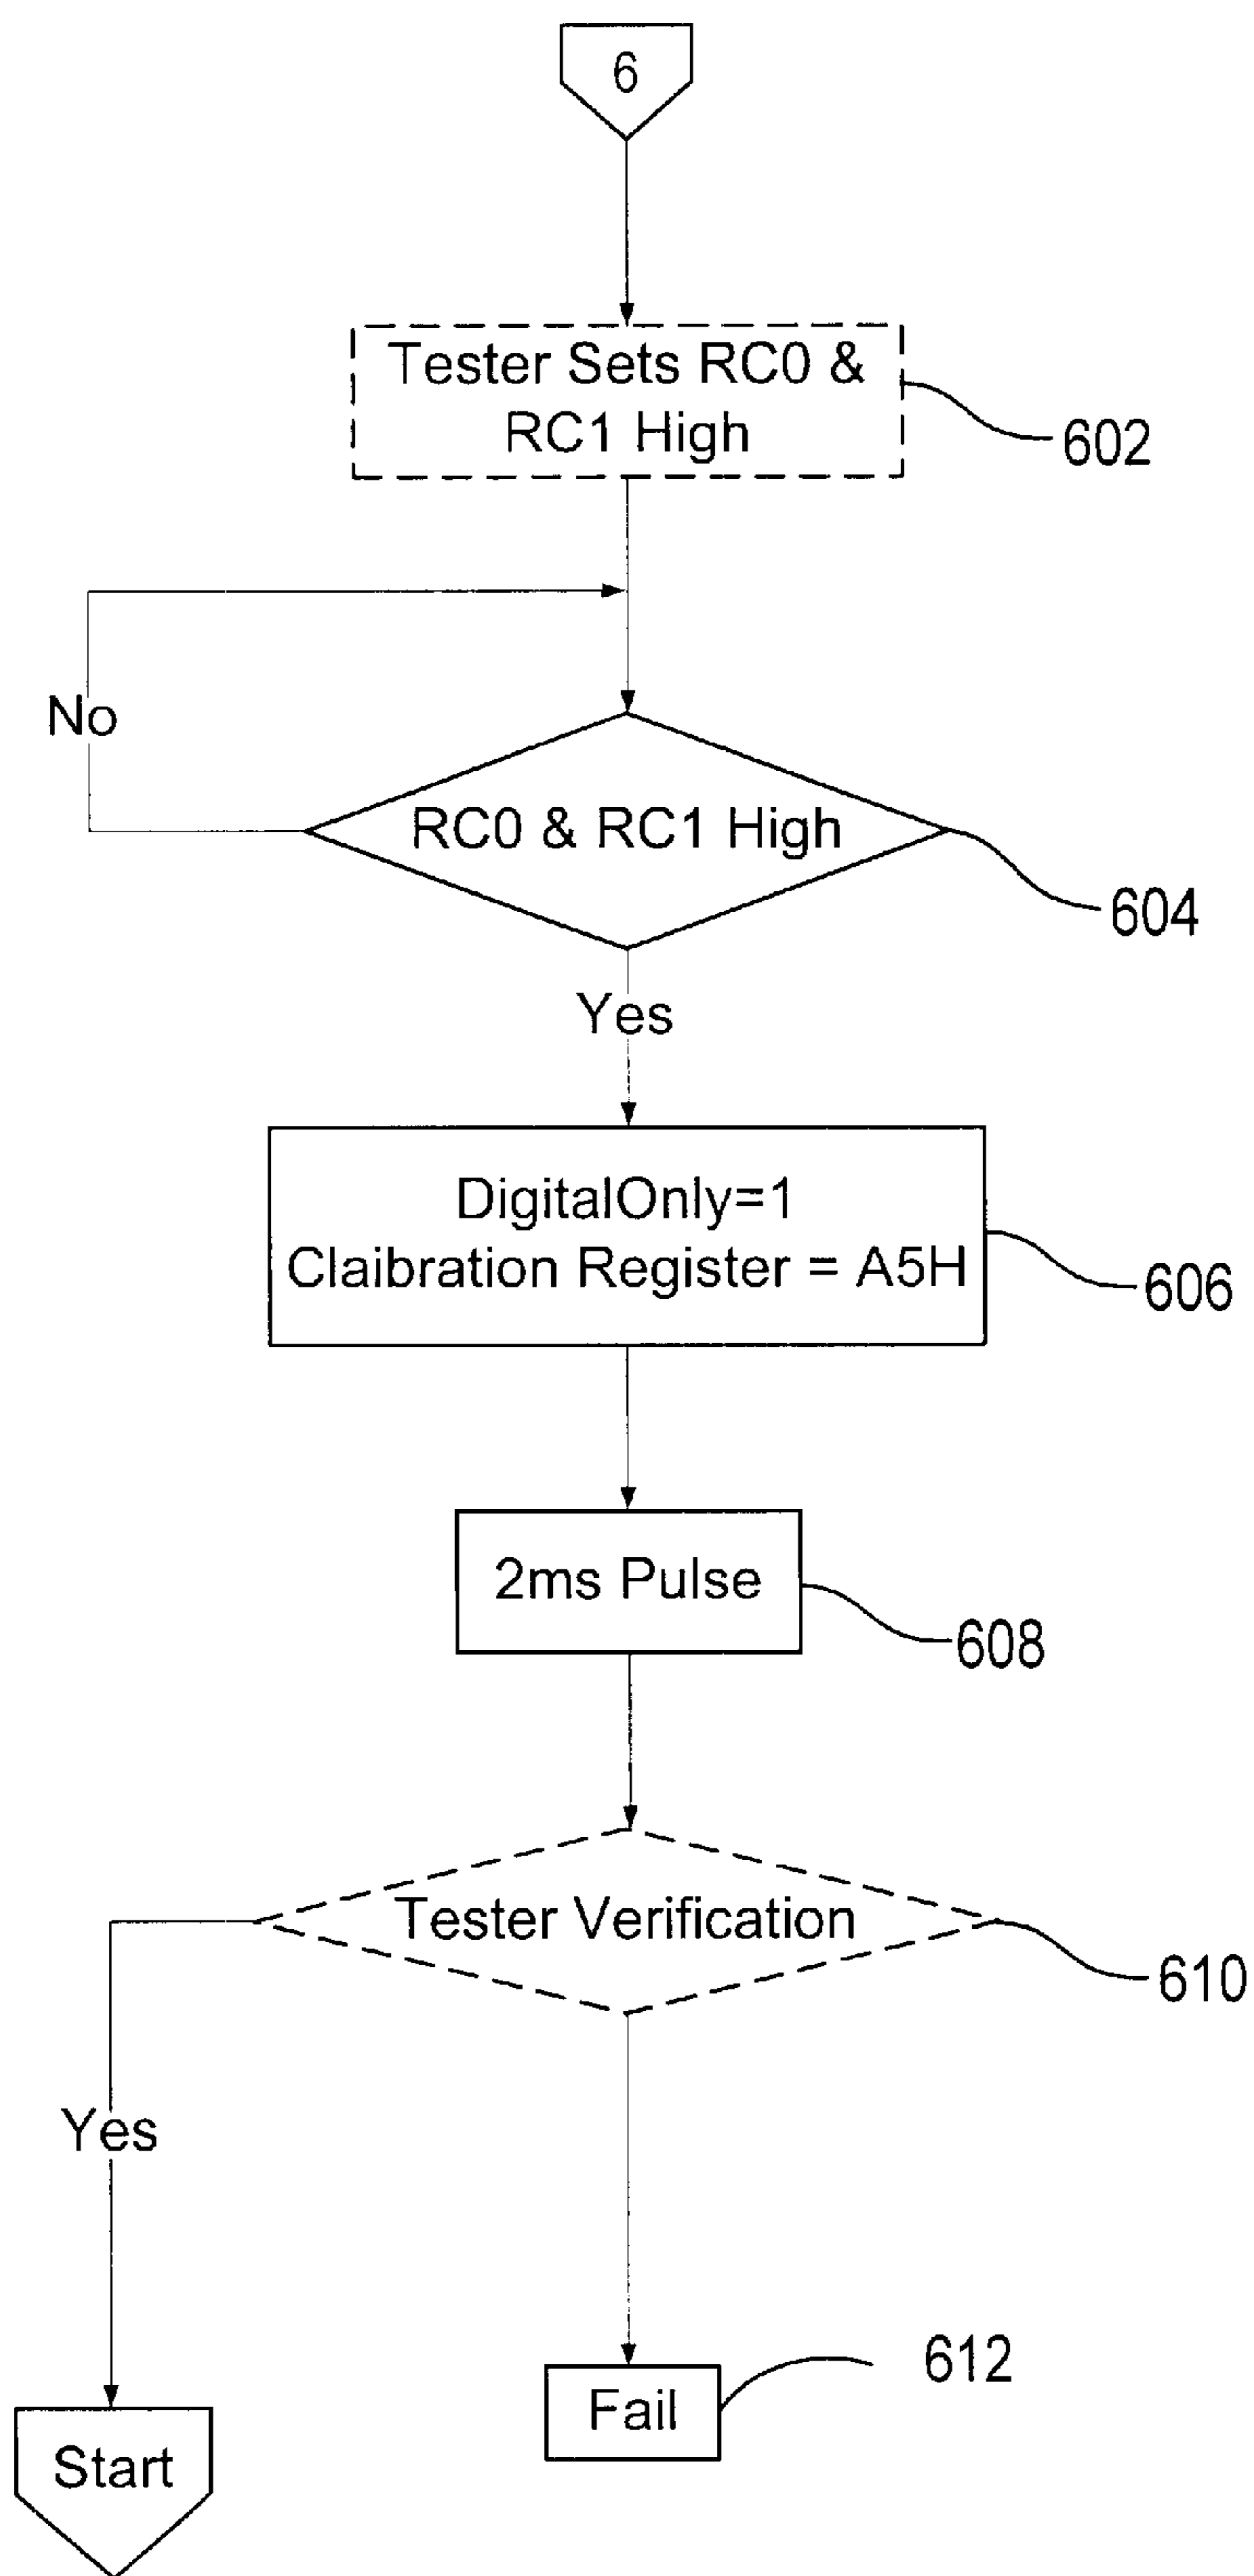 6
Tester Sets RC0 &
RC1 High
602
No
RC0 & RC1 High
604
Yes
DigitalOnly=1
Claibration Register = A5H
606
2ms Pulse
608
Tester Verification
610
Yes
612
Fail
Start